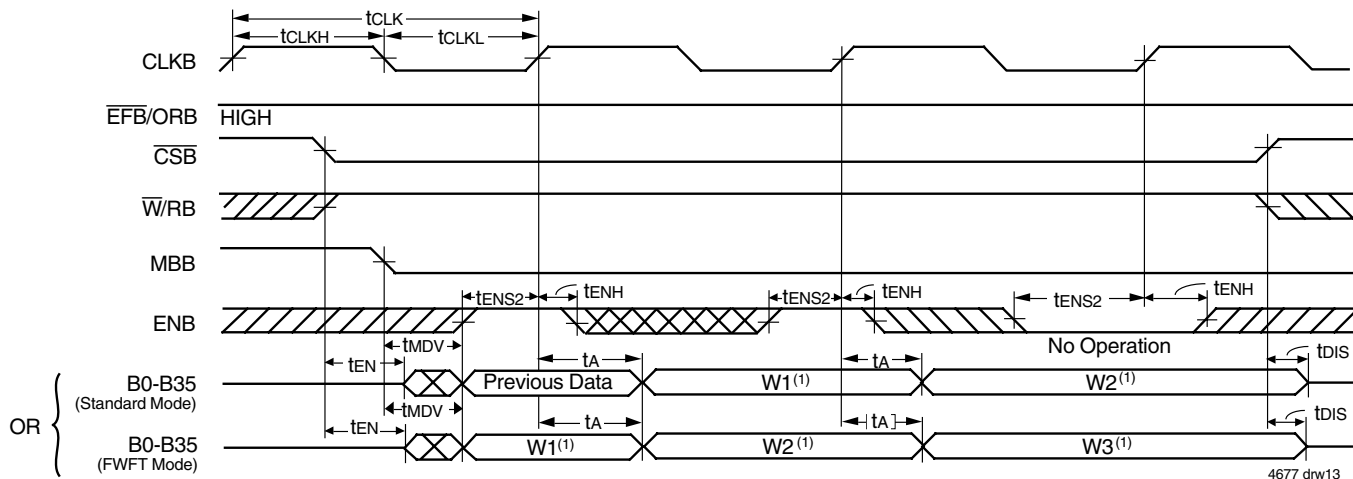 tCLK
tCLKH tCLKL
CLKB
EFB/ORB HIGH
CSB
W/RB
MBB
tENS2 tENH tENS2 tENH tENS2 tENH
ENB
tMDV No Operation
tEN tA tA tDIS
B0-B35 Previous Data W1(1) W2(1)
(Standard Mode)
OR
tMDV
tEN tA tA tDIS
B0-B35 W1(1) W2(1) W3(1)
(FWFT Mode)
4677 drw13